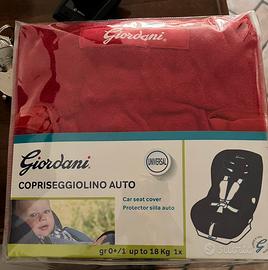 Giordani.
Giordani.
UNIVERSAL
COPRISEGGIOLINO AUTO
Car seat cover
Protector silla auto
gr 0+/1 up to 18 Kg 1x